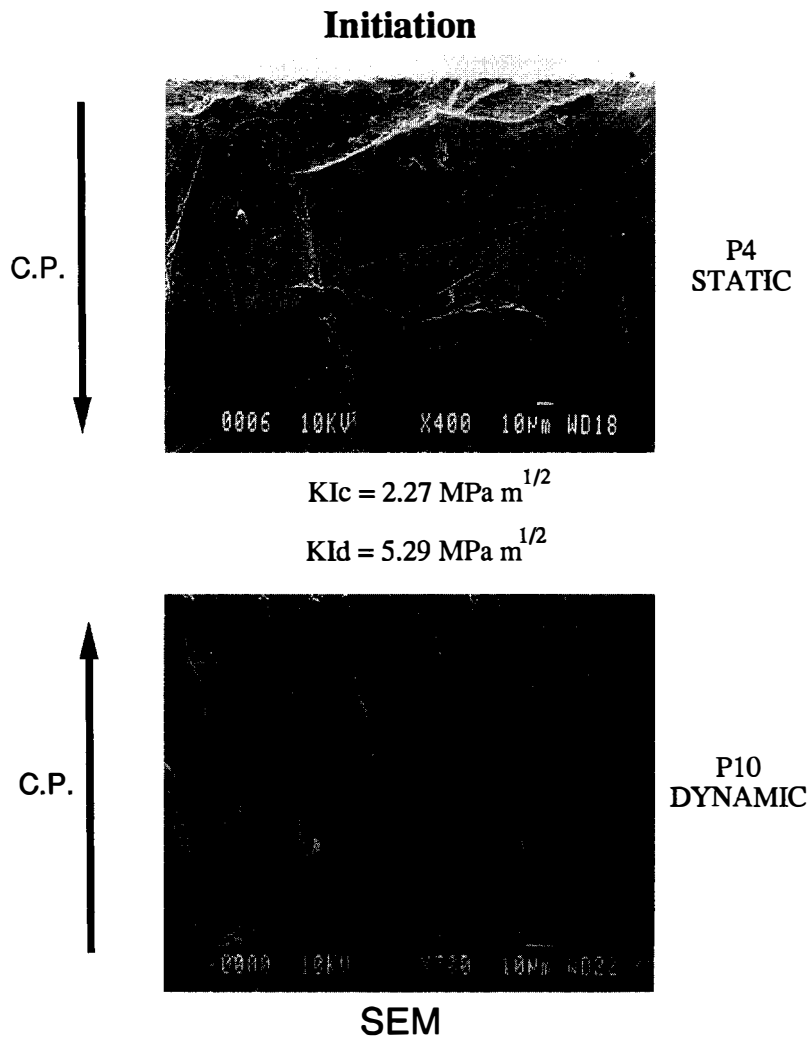 Initiation
C.P.
P4
STATIC
0006 10KV X400 10µm WD18
KIc = 2.27 MPa m^1/2
KId = 5.29 MPa m^1/2
C.P.
P10
DYNAMIC
10KV 10µm WD22
SEM